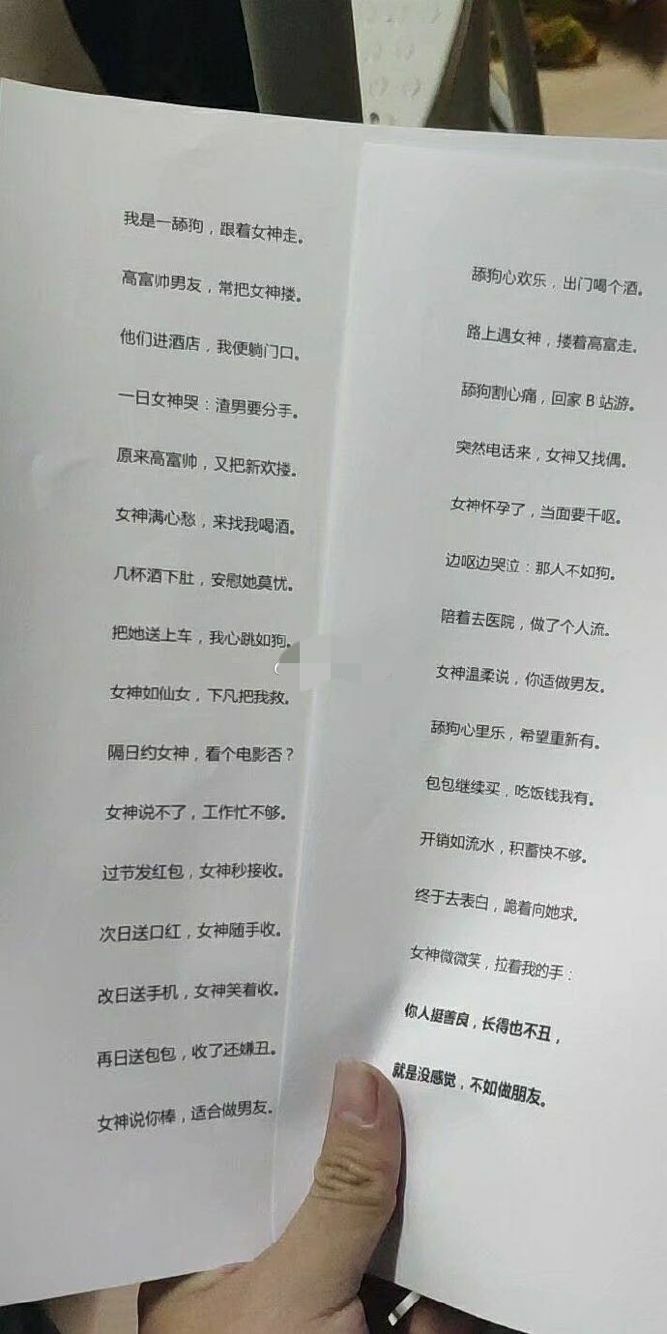 我是一舔狗，跟着女神走。
高富帅男友，常把女神搂。
他们进酒店，我便躺门口。
一日女神哭：渣男要分手。
原来高富帅，又把新欢搂。
女神满心愁，来找我喝酒。
几杯酒下肚，安慰她莫忧。
把她送上车，我心跳如狗。
女神如仙女，下凡把我救。
隔日约女神，看个电影否？
女神说不了，工作忙不够。
过节发红包，女神秒接收。
次日送口红，女神随手收。
改日送手机，女神笑着收。
再日送包包，收了还嫌丑。
女神说你棒，适合做男友。
舔狗心欢乐，出门喝个酒。
路上遇女神，搂着高富走。
舔狗割心痛，回家 B 站游。
突然电话来，女神又找偶。
女神怀孕了，当面要干呕。
边呕边哭泣：那人不如狗。
陪着去医院，做了个人流。
女神温柔说，你适做男友。
舔狗心里乐，希望重新有。
包包继续买，吃饭钱我有。
开销如流水，积蓄快不够。
终于去表白，跪着向她求。
女神微微笑，拉着我的手：
你人挺善良，长得也不丑，
就是没感觉，不如做朋友。